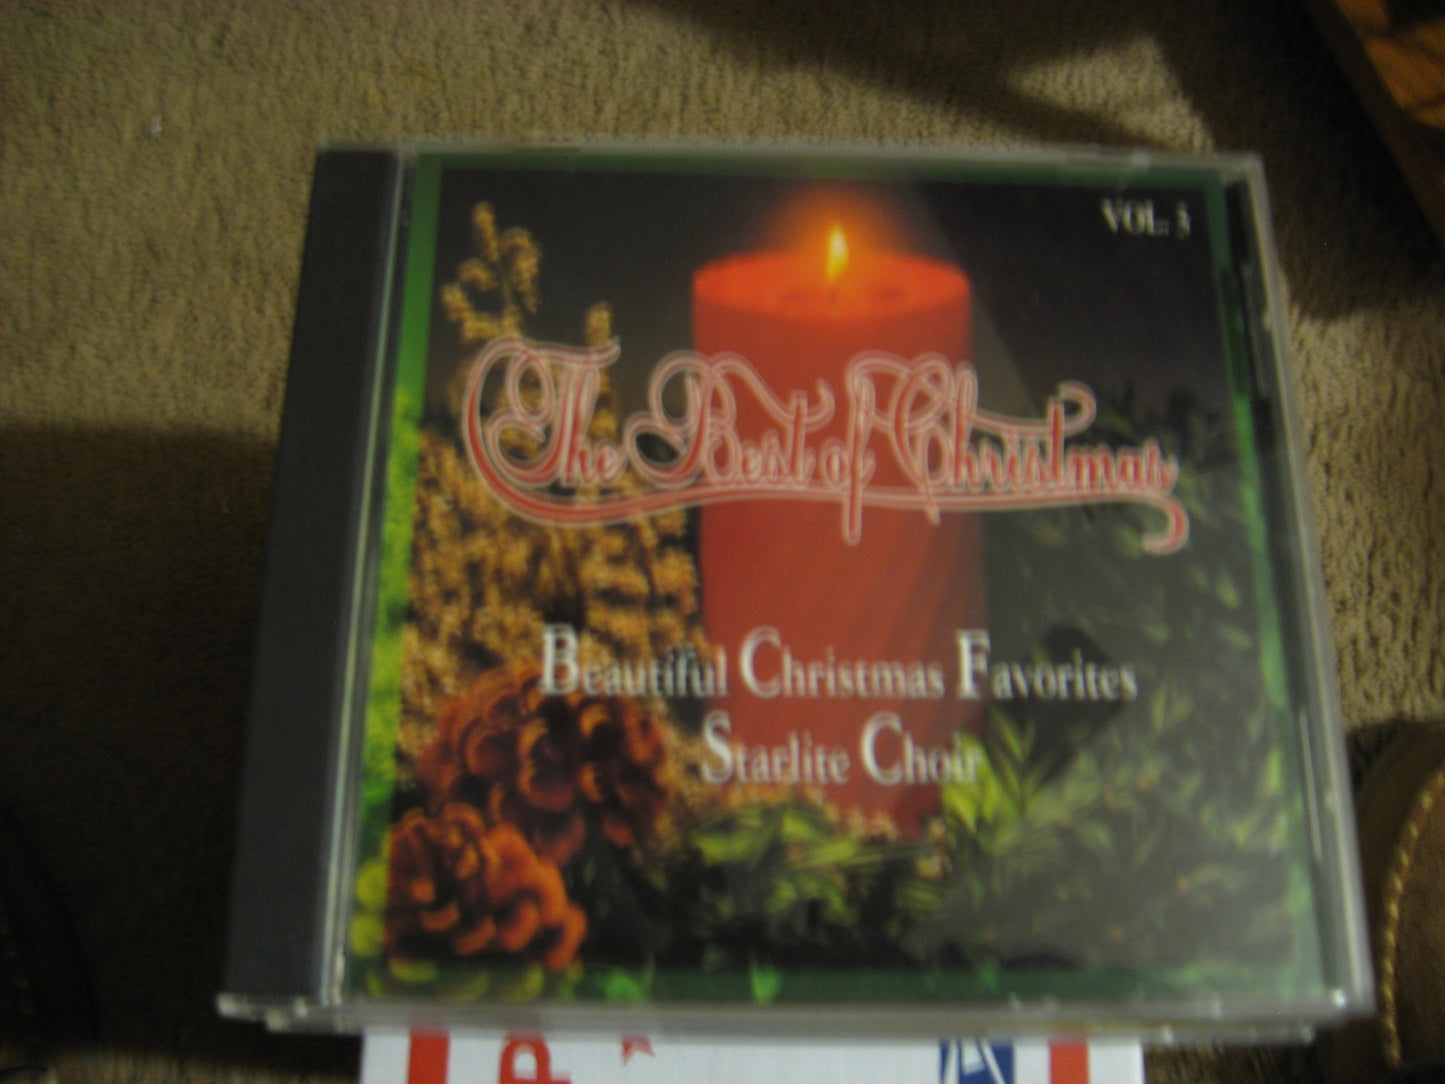 VOL. 3
The Best of Christmas
Beautiful Christmas Favorites
Starlite Choir